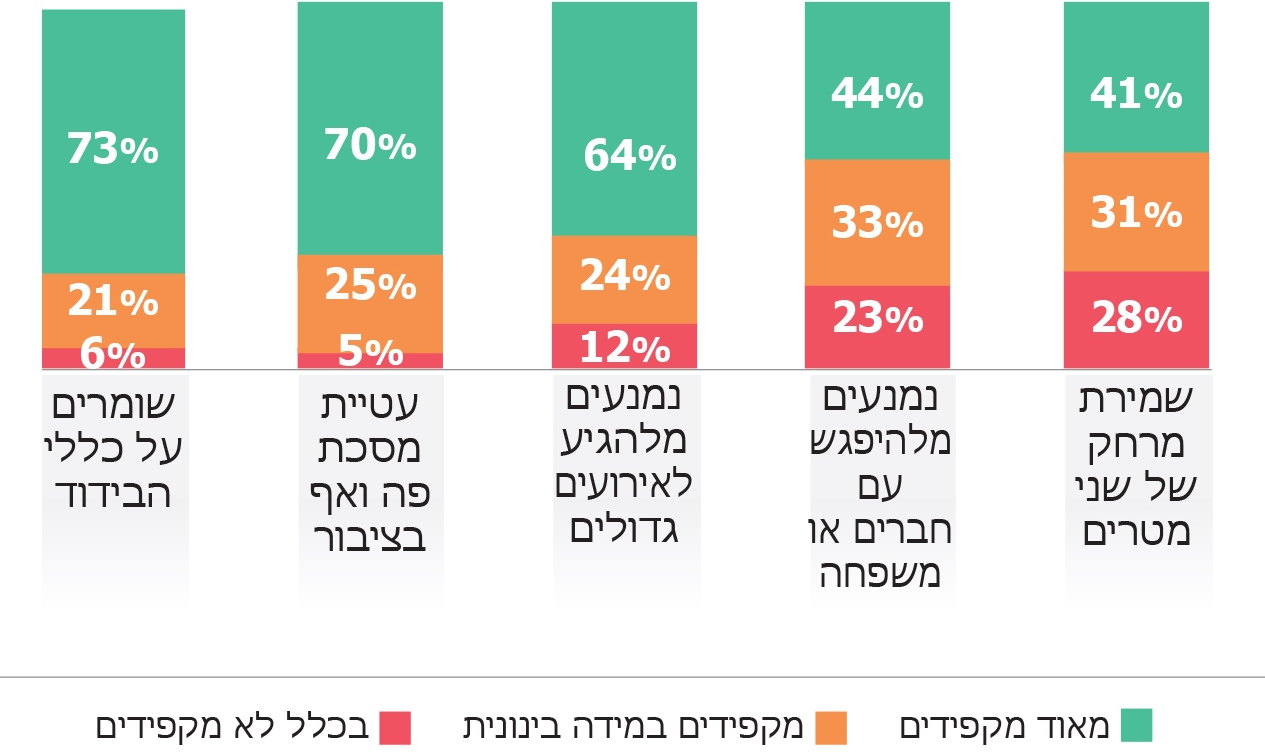 41%
31%
28%
שמירת
מרחק
של שני
מטרים
44%
33%
23%
נמנעים
מלהיפגש
עם
חברים או
משפחה
64%
24%
12%
נמנעים
מלהגיע
לאירועים
גדולים
70%
25%
5%
עטיית
מסכת
פה ואף
בציבור
73%
21%
6%
שומרים
על כללי
הבידוד
מאוד מקפידים
מקפידים במידה בינונית
בכלל לא מקפידים